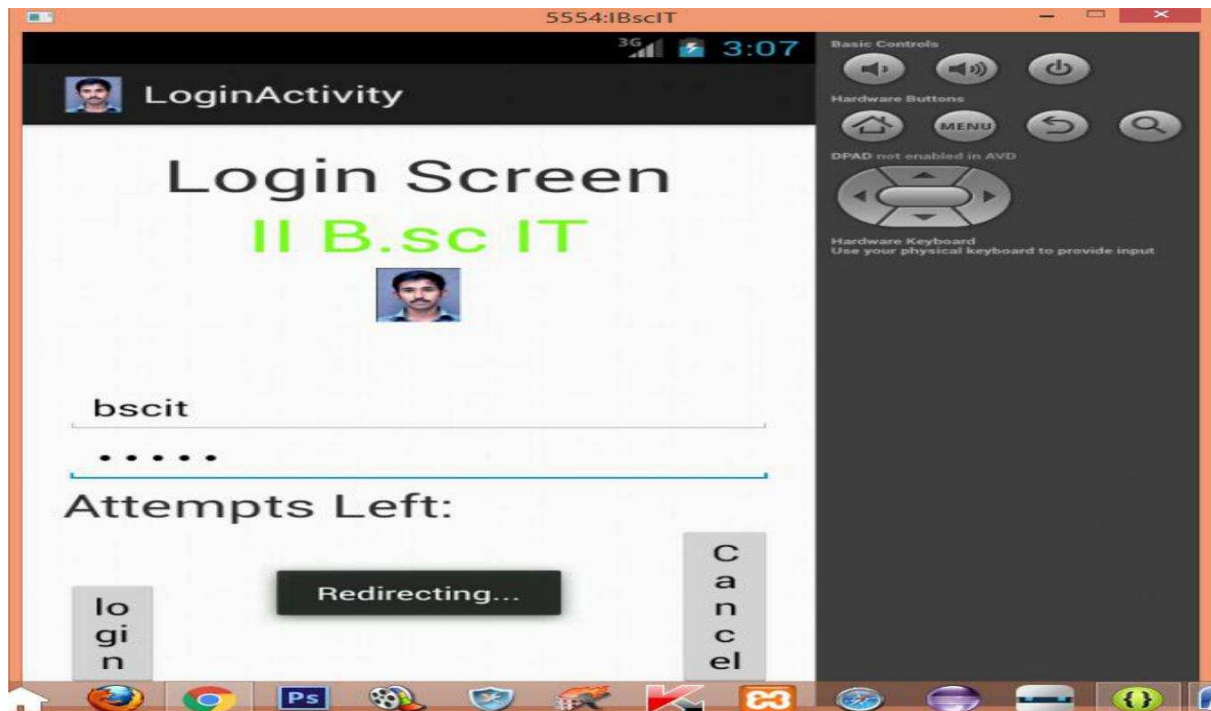 5554:IBscIT
3G 3:07
LoginActivity
Login Screen
II B.sc IT
bscit
Attempts Left:
lo
gi
n
Redirecting...
C
a
n
c
el
Basic Controls
Hardware Buttons
MENU
DPAD not enabled in AVD
Hardware Keyboard
Use your physical keyboard to provide input
Ps